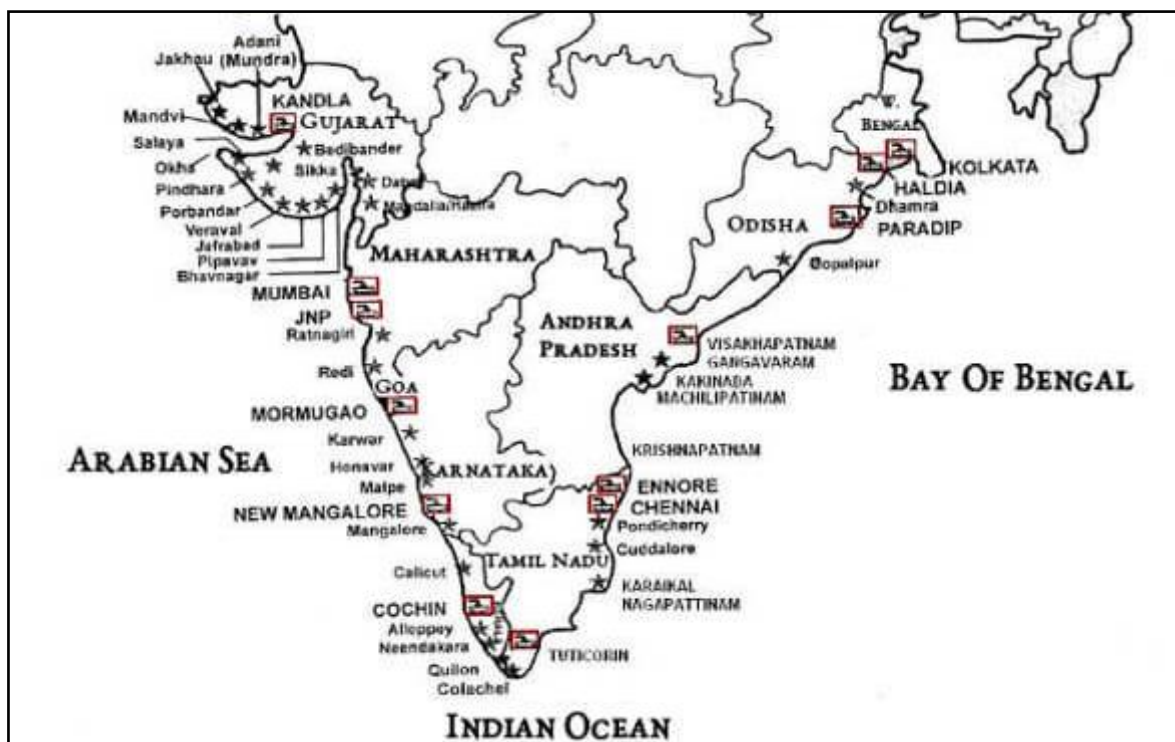 Adani
Jakhau (Mundra)
KANDLA
Mandvi
GUJARAT
Salaya
Bedibander
Okha
Sikka
Pindhara
Porbandar
Veraval
Jafrabad
Pipavav
Bhavnagar
MAHARASHTRA
MUMBAI
JNP
Ratnagiri
Redi
GOA
MORMUGAO
Karwar
ARABIAN SEA
Honavar
KARNATAKA)
Malpe
NEW MANGALORE
Mangalore
Calicut
COCHIN
Alleppey
Neendakara
Quilon
Colachel
W.
BENGAL
KOLKATA
HALDIA
Dhamra
ODISHA
PARADIP
Gopalpur
ANDHRA
PRADESH
VISAKHAPATNAM
GANGAVARAM
KAKINADA
MACHILIPATINAM
BAY OF BENGAL
KRISHNAPATNAM
ENNORE
CHENNAI
Pondicherry
TAMIL NADU
Cuddalore
KARAIKAL
NAGAPATTINAM
TUTICORIN
INDIAN OCEAN